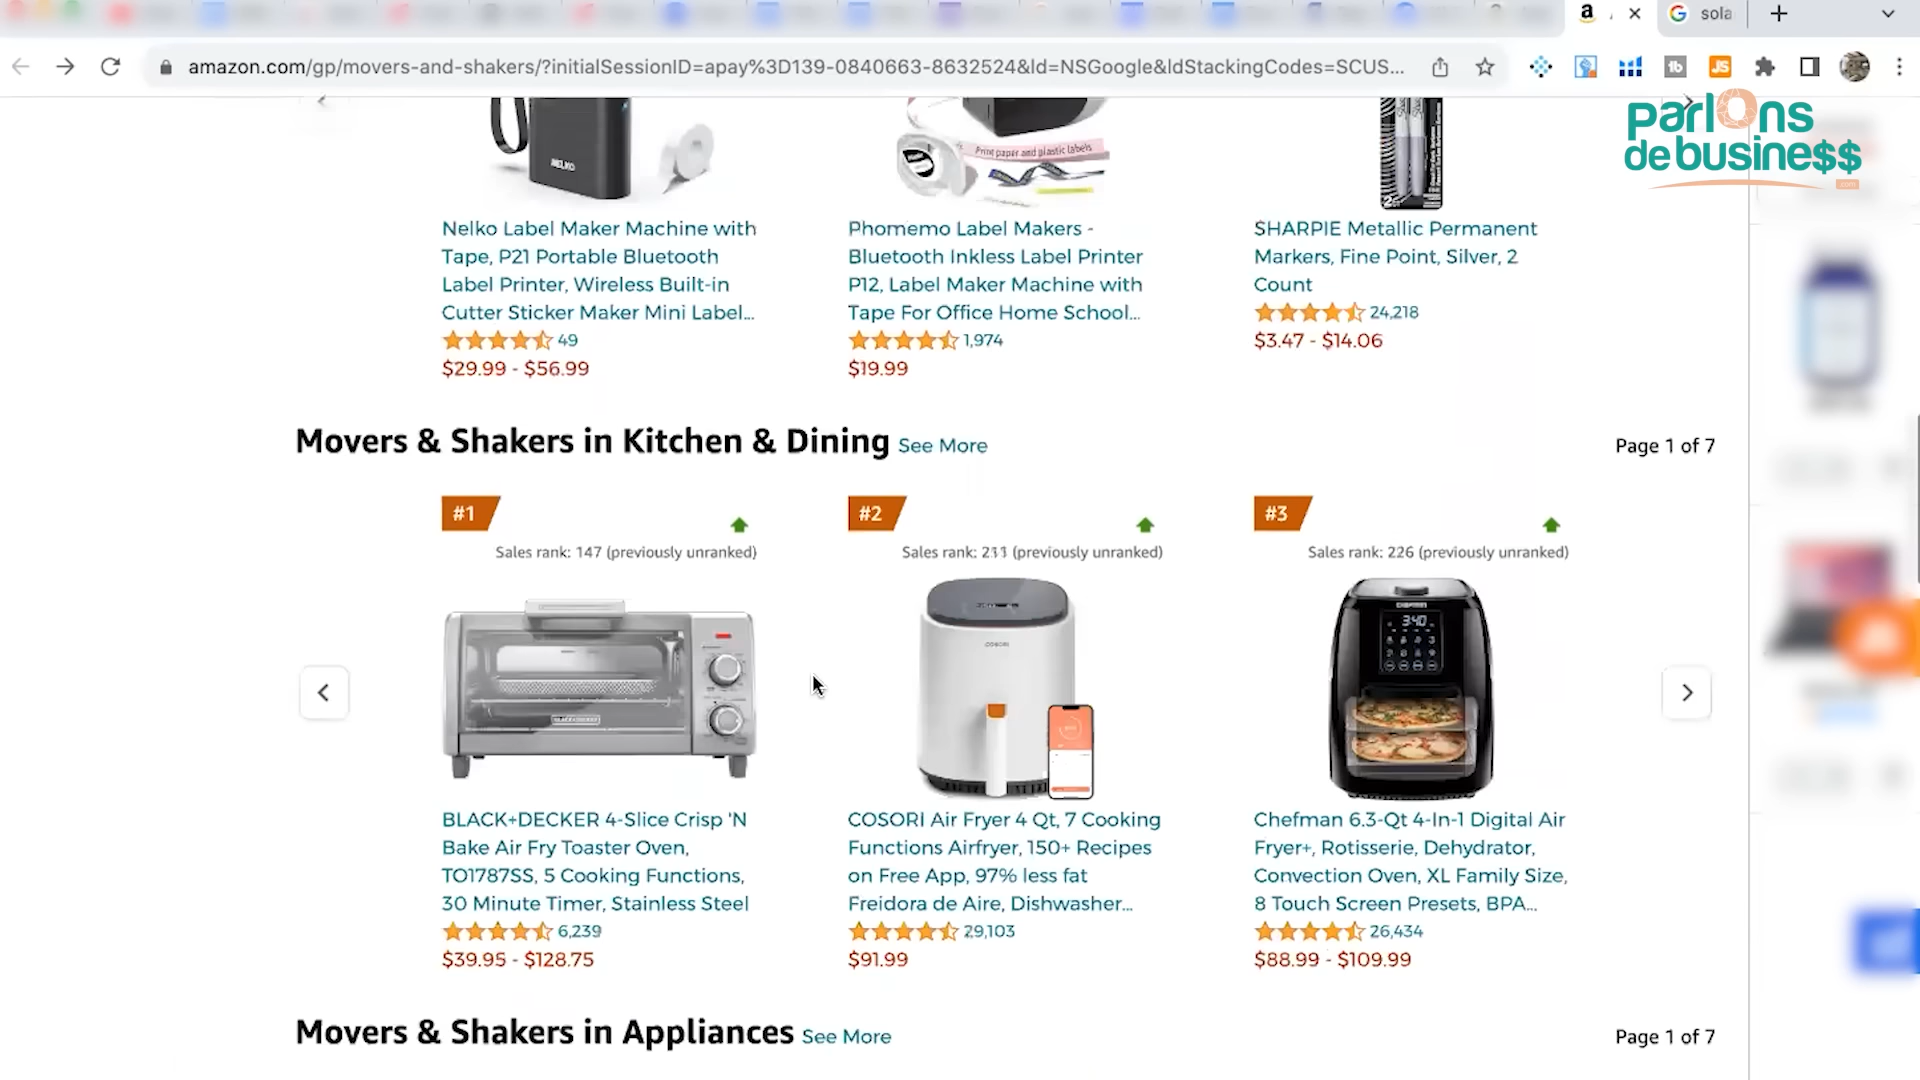 sola
amazon.com/gp/movers-and-shakers/?initialSessionID=apay%3D139-0840663-8632524&ld=NSGoogle&ldStackingCodes=SCUS...
parlons
de busine$$
NELKO
Print paper and plastic labels
Nelko Label Maker Machine with
Tape, P21 Portable Bluetooth
Label Printer, Wireless Built-in
Cutter Sticker Maker Mini Label...
49
$29.99 - $56.99
Phomemo Label Makers -
Bluetooth Inkless Label Printer
P12, Label Maker Machine with
Tape For Office Home School...
1,974
$19.99
SHARPIE Metallic Permanent
Markers, Fine Point, Silver, 2
Count
24,218
$3.47 - $14.06
Movers & Shakers in Kitchen & Dining See More
Page 1 of 7
#1
Sales rank: 147 (previously unranked)
BLACK+DECKER 4-Slice Crisp 'N
Bake Air Fry Toaster Oven,
TO1787SS, 5 Cooking Functions,
30 Minute Timer, Stainless Steel
6,239
$39.95 - $128.75
#2
Sales rank: 211 (previously unranked)
COSORI
COSORI Air Fryer 4 Qt, 7 Cooking
Functions Airfryer, 150+ Recipes
on Free App, 97% less fat
Freidora de Aire, Dishwasher...
29,103
$91.99
#3
Sales rank: 226 (previously unranked)
CHEFMAN
3:40
Chefman 6.3-Qt 4-In-1 Digital Air
Fryer+, Rotisserie, Dehydrator,
Convection Oven, XL Family Size,
8 Touch Screen Presets, BPA...
26,434
$88.99 - $109.99
Movers & Shakers in Appliances See More
Page 1 of 7